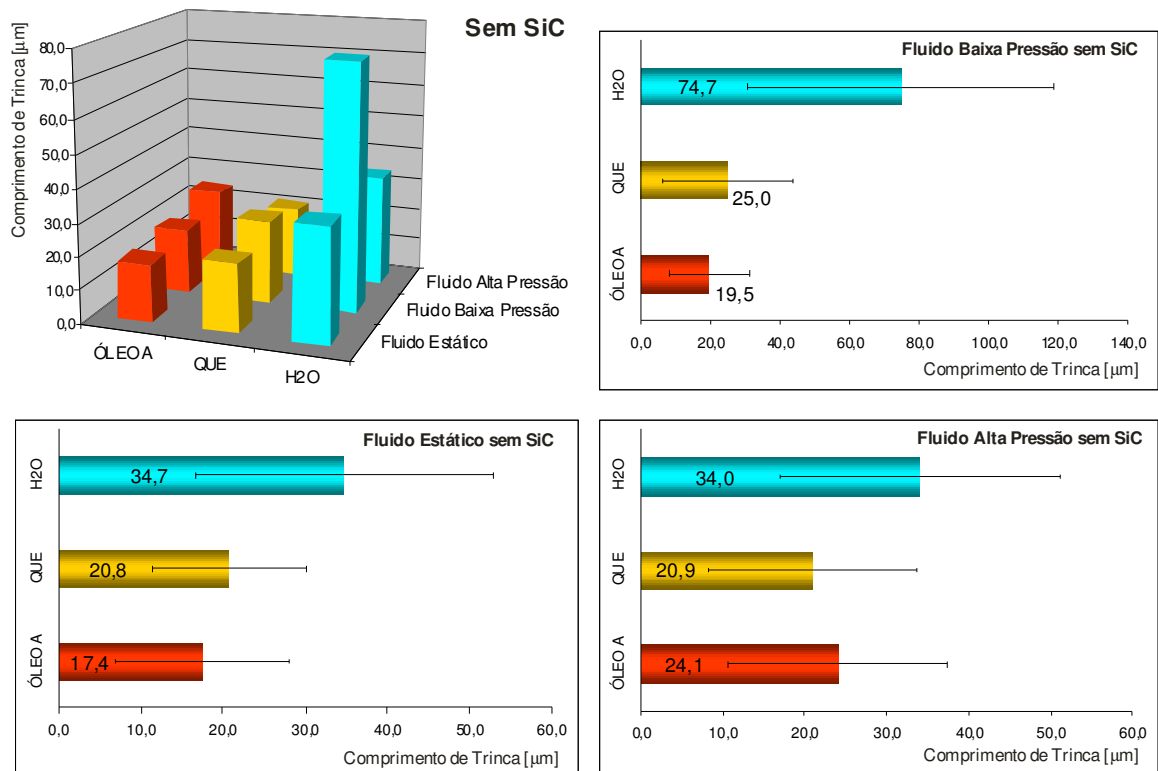 Sem SiC
Comprimento de Trinca [µm]
80,0
70,0
60,0
50,0
40,0
30,0
20,0
10,0
0,0
ÓLEO A
QUE
H2O
Fluido Alta Pressão
Fluido Baixa Pressão
Fluido Estático
Fluido Baixa Pressão sem SiC
H2O
74,7
QUE
25,0
ÓLEO A
19,5
0,0 20,0 40,0 60,0 80,0 100,0 120,0 140,0
Comprimento de Trinca [µm]
Fluido Estático sem SiC
H2O
34,7
QUE
20,8
ÓLEO A
17,4
0,0 10,0 20,0 30,0 40,0 50,0 60,0
Comprimento de Trinca [µm]
Fluido Alta Pressão sem SiC
H2O
34,0
QUE
20,9
ÓLEO A
24,1
0,0 10,0 20,0 30,0 40,0 50,0 60,0
Comprimento de Trinca [µm]